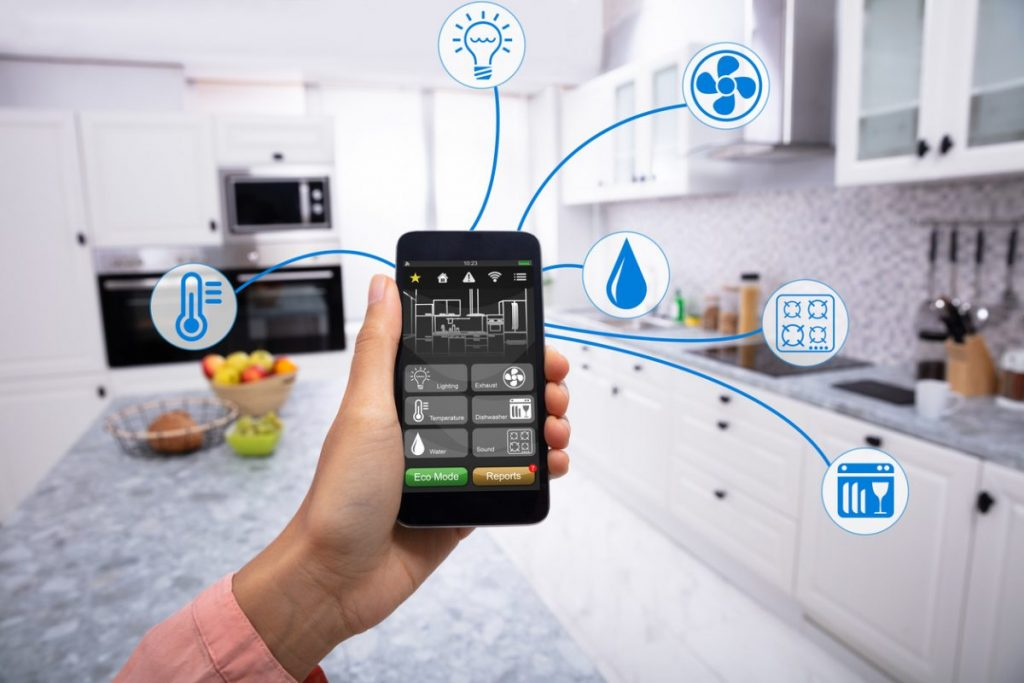 10:23
Lighting
Exhaust
Temperature
Dishwasher
Water
Sound
Eco Mode
Reports